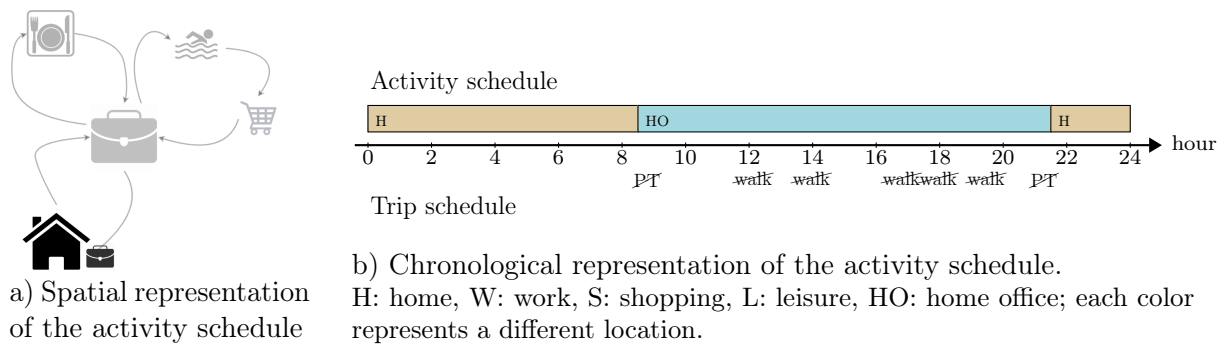 Activity schedule
H HO H
0 2 4 6 8 10 12 14 16 18 20 22 24 hour
PT walk walk walk walk walk PT
Trip schedule
a) Spatial representation
of the activity schedule
b) Chronological representation of the activity schedule.
H: home, W: work, S: shopping, L: leisure, HO: home office; each color
represents a different location.